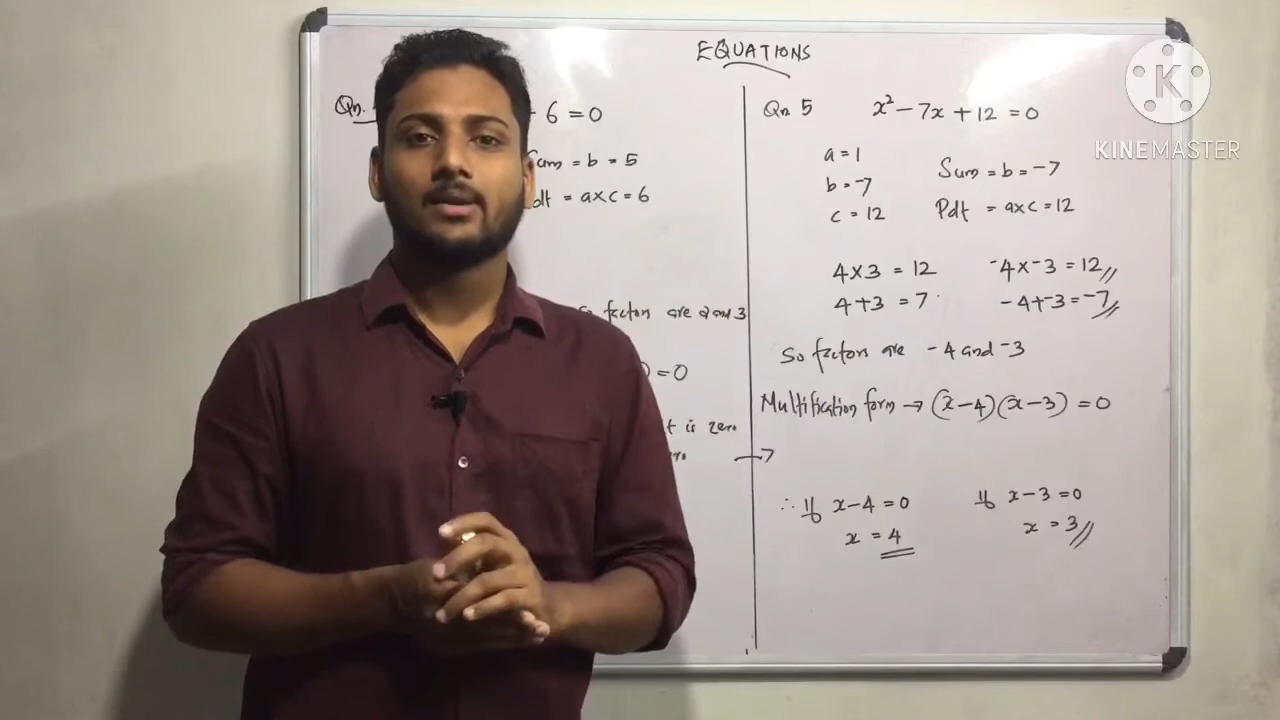 EQUATIONS
Qn.
- 6 = 0
Sum = b = 5
dt = a×c = 6
So factors are 2 and 3
) = 0
t is zero
Qn 5 x² - 7x + 12 = 0
a = 1
b = -7
c = 12
Sum = b = -7
Pdt = a×c = 12
4×3 = 12
4+3 = 7
-4×-3 = 12
-4+-3 = -7
So factors are -4 and -3
Multification form → (x-4)(x-3) = 0
∴ If x-4 = 0
x = 4
If x-3 = 0
x = 3
K
KINEMASTER